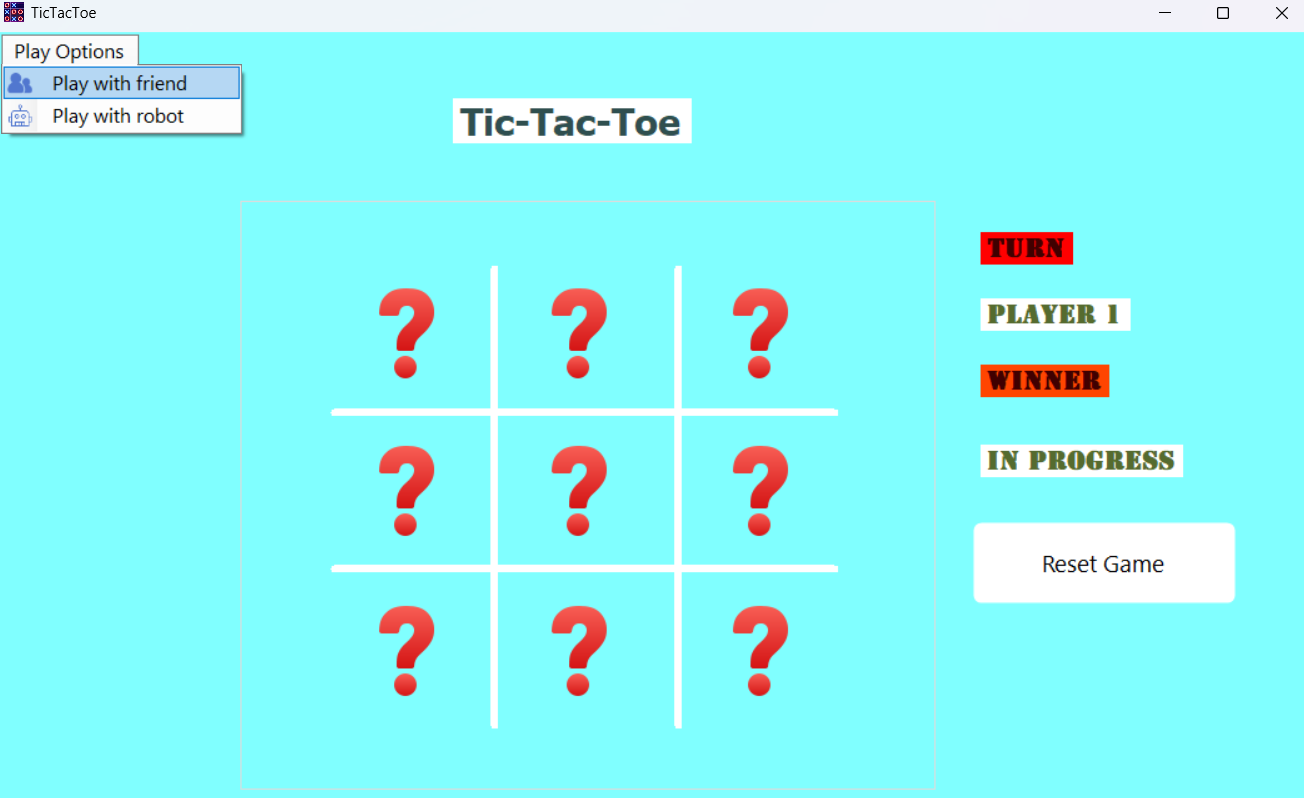 TicTacToe
Play Options
Play with friend
Play with robot
Tic-Tac-Toe
TURN
PLAYER 1
WINNER
IN PROGRESS
Reset Game